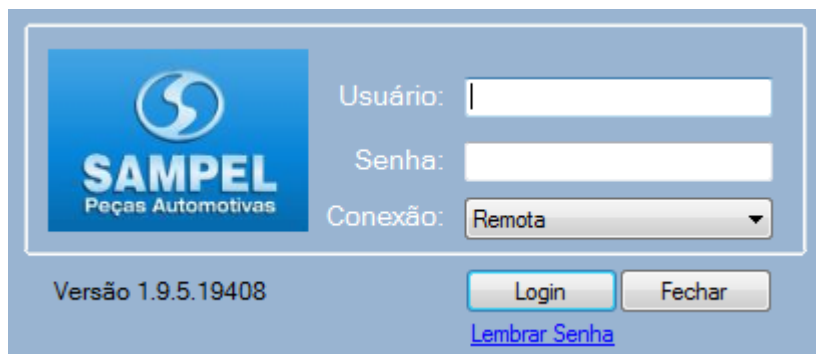 SAMPEL
Peças Automotivas
Usuário:
Senha:
Conexão: Remota
Versão 1.9.5.19408
Login Fechar
Lembrar Senha